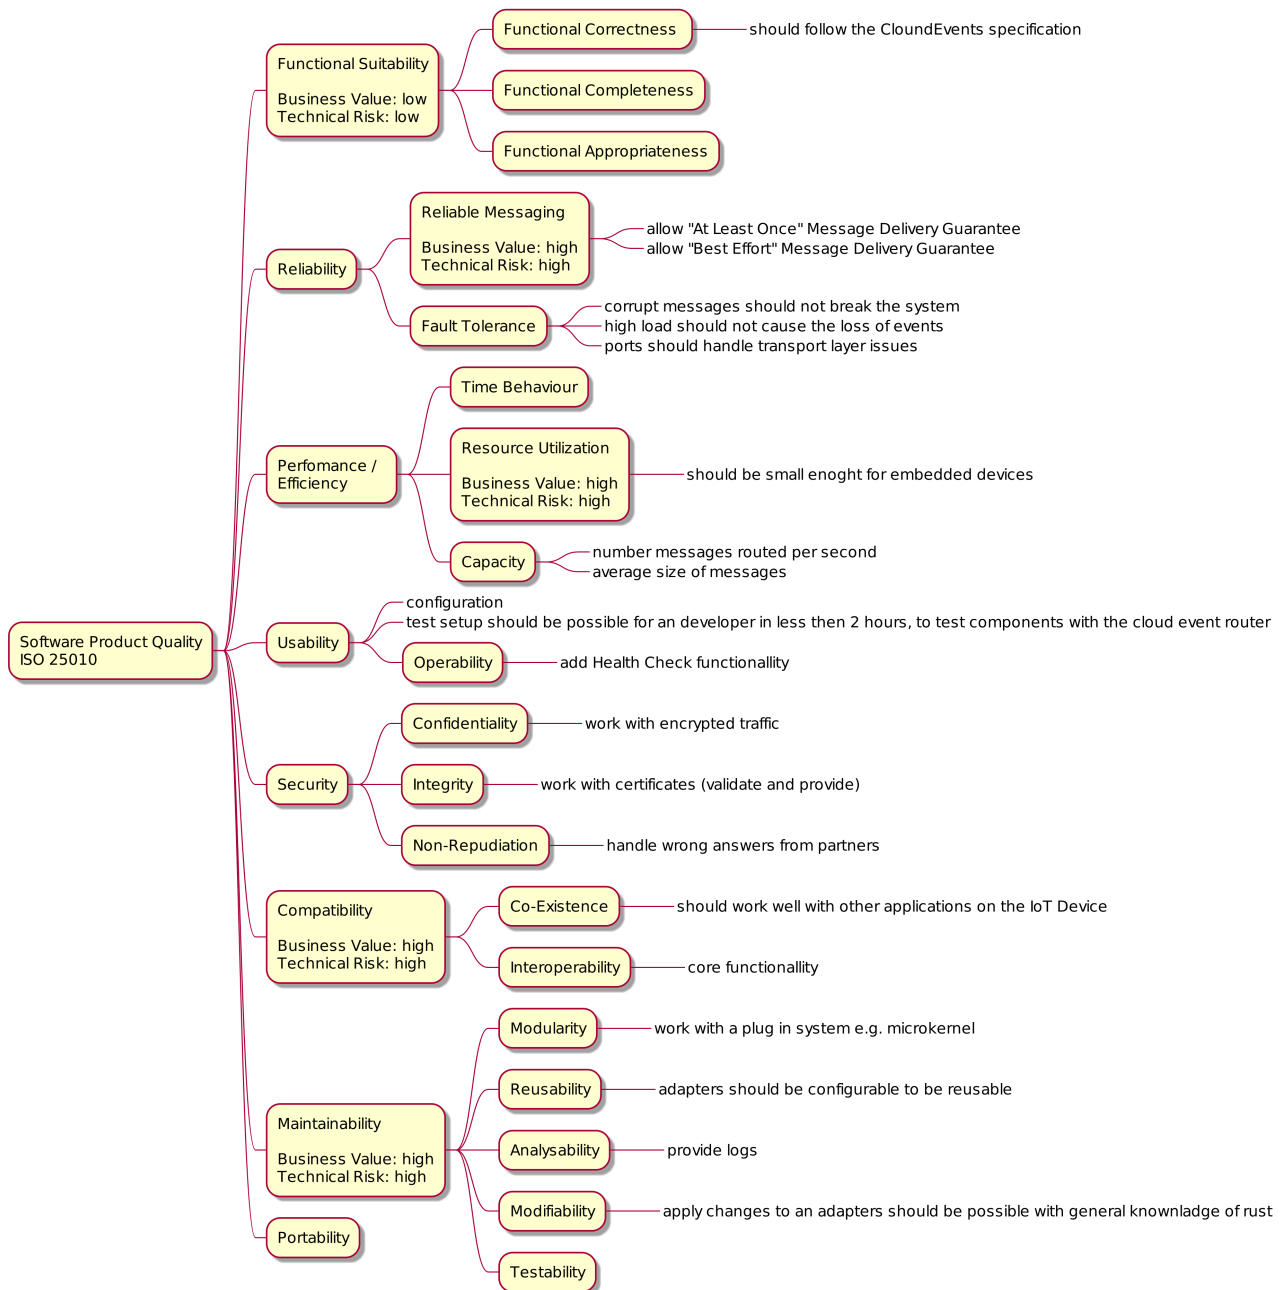 Software Product Quality
ISO 25010
Functional Suitability
Business Value: low
Technical Risk: low
Functional Correctness
should follow the CloundEvents specification
Functional Completeness
Functional Appropriateness
Reliability
Reliable Messaging
Business Value: high
Technical Risk: high
allow "At Least Once" Message Delivery Guarantee
allow "Best Effort" Message Delivery Guarantee
Fault Tolerance
corrupt messages should not break the system
high load should not cause the loss of events
ports should handle transport layer issues
Perfomance /
Efficiency
Time Behaviour
Resource Utilization
Business Value: high
Technical Risk: high
should be small enoght for embedded devices
Capacity
number messages routed per second
average size of messages
Usability
configuration
test setup should be possible for an developer in less then 2 hours, to test components with the cloud event router
Operability
add Health Check functionallity
Security
Confidentiality
work with encrypted traffic
Integrity
work with certificates (validate and provide)
Non-Repudiation
handle wrong answers from partners
Compatibility
Business Value: high
Technical Risk: high
Co-Existence
should work well with other applications on the IoT Device
Interoperability
core functionallity
Maintainability
Business Value: high
Technical Risk: high
Modularity
work with a plug in system e.g. microkernel
Reusability
adapters should be configurable to be reusable
Analysability
provide logs
Modifiability
apply changes to an adapters should be possible with general knownladge of rust
Testability
Portability